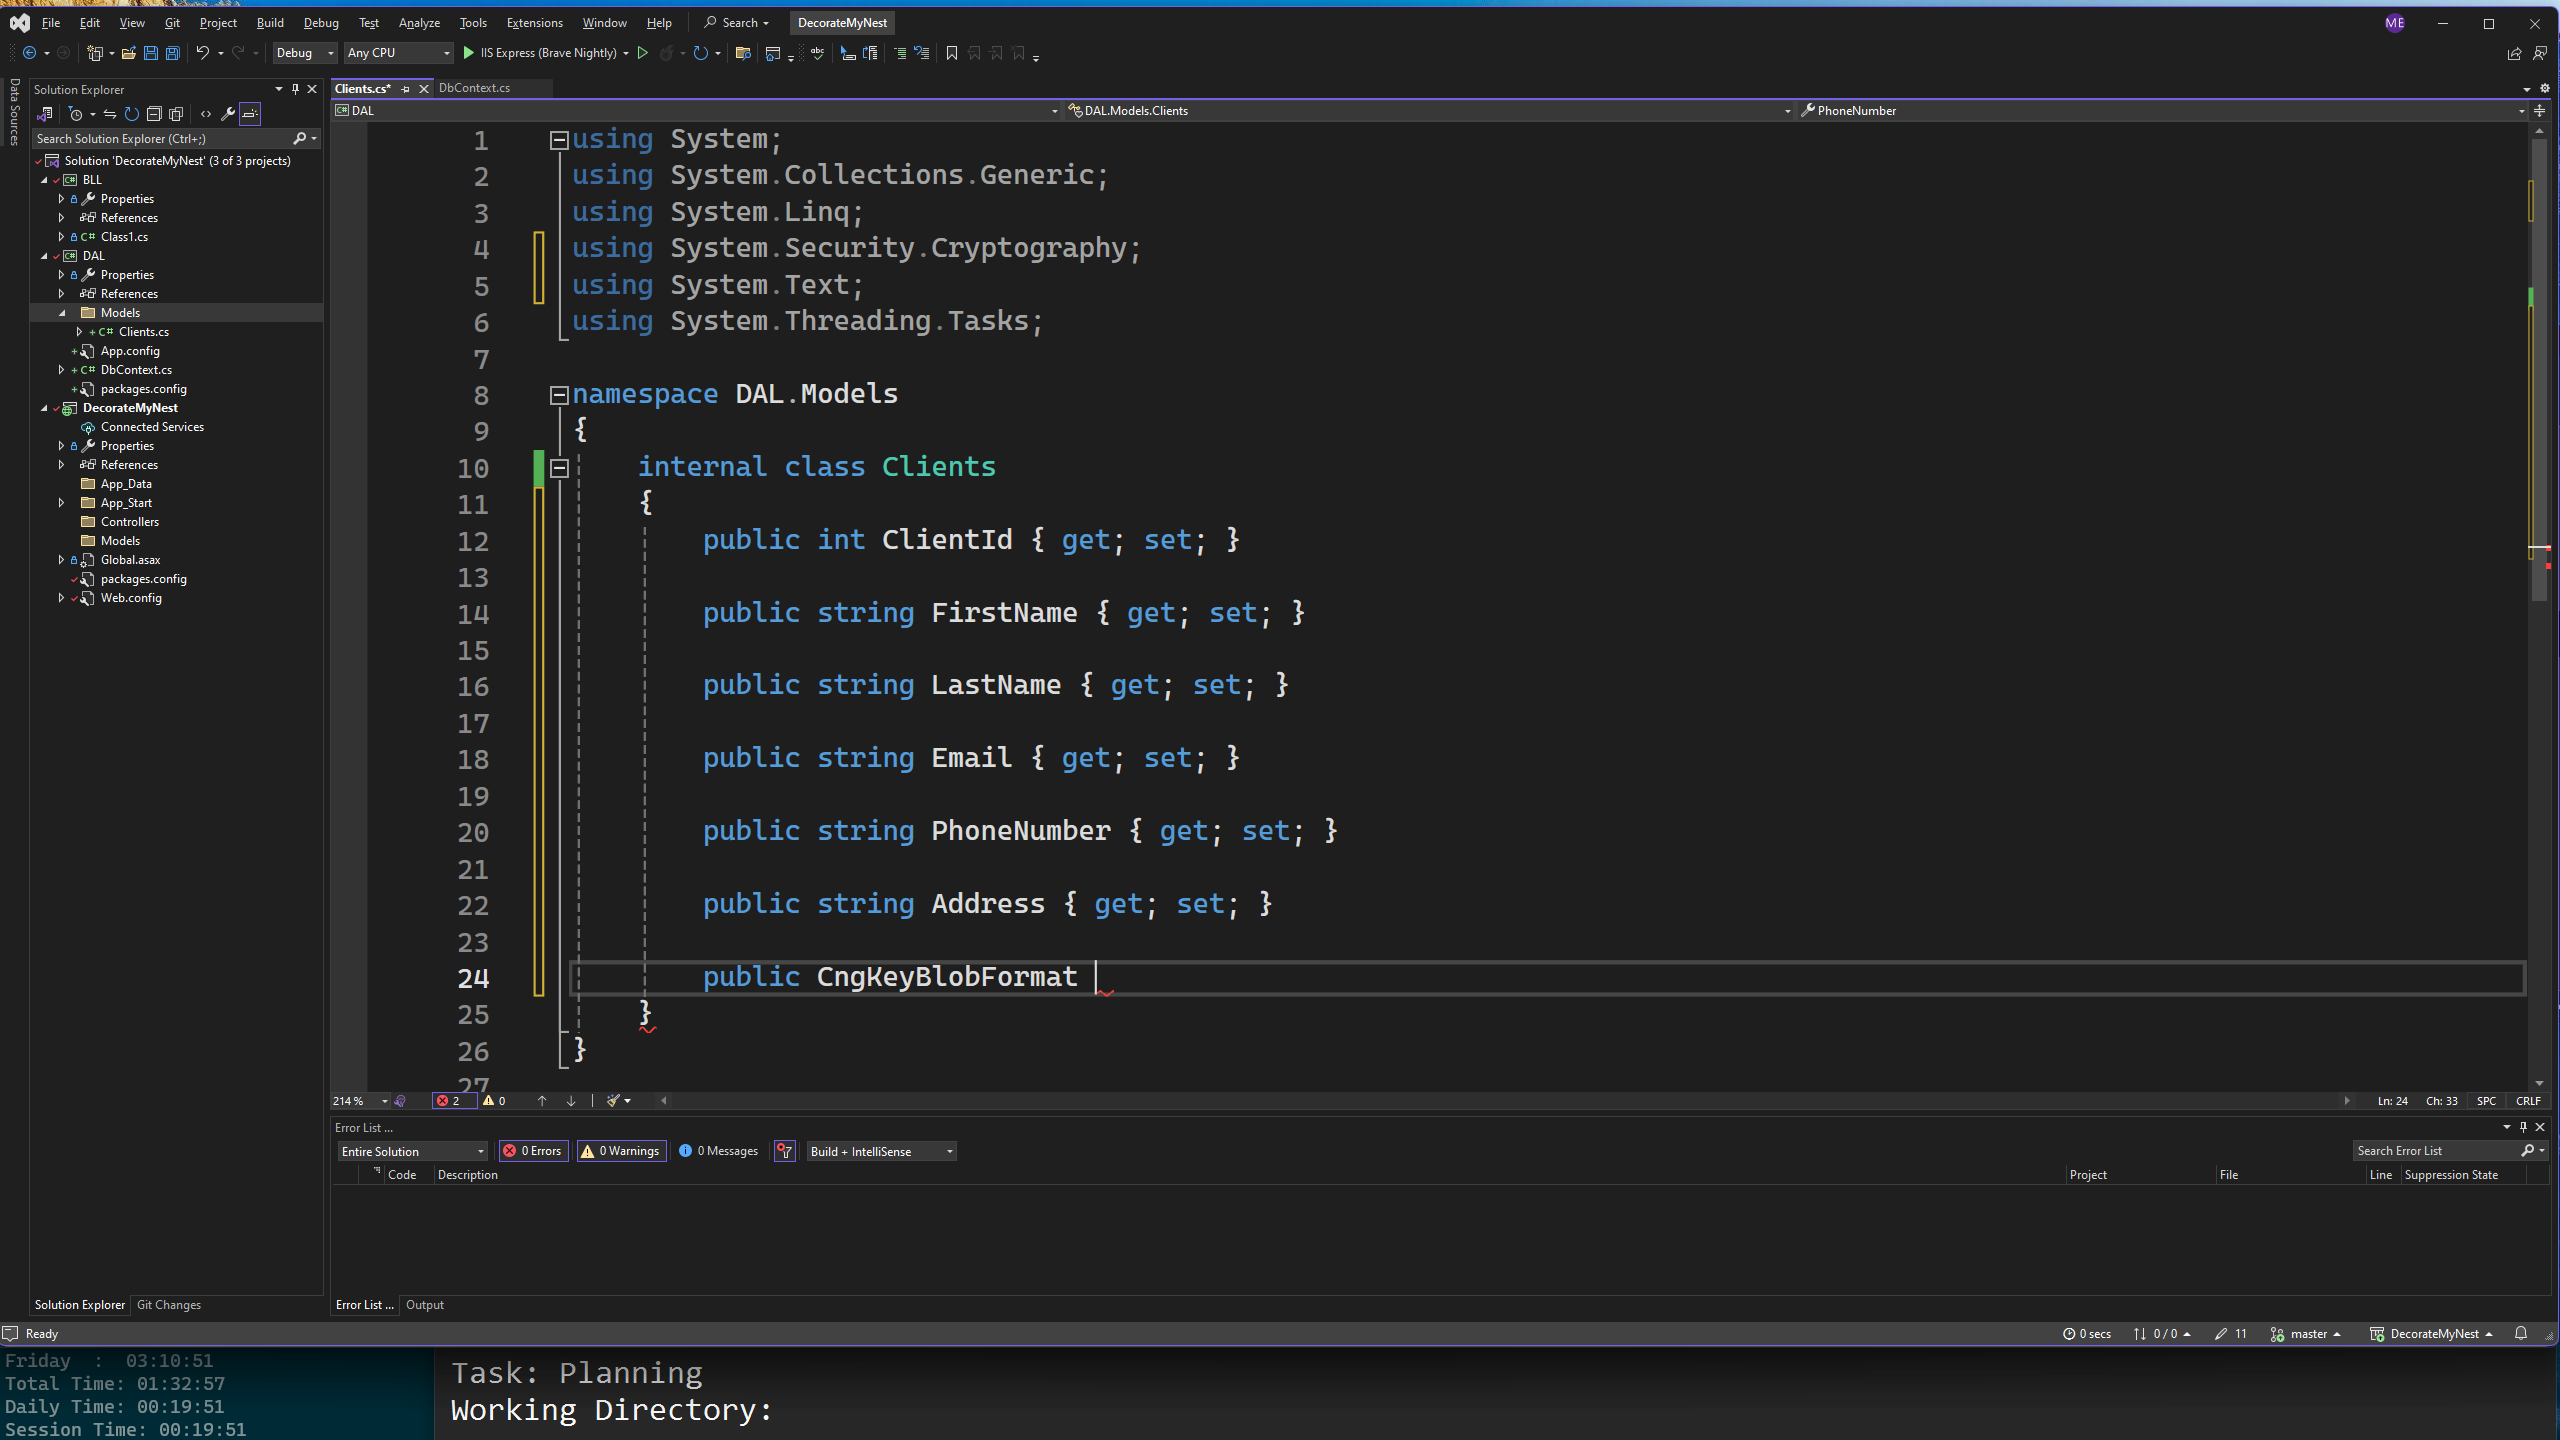 File Edit View Git Project Build Debug Test Analyze Tools Extensions Window Help Search DecorateMyNest ME
Debug Any CPU IIS Express (Brave Nightly)
Data Sources
Solution Explorer
Search Solution Explorer (Ctrl+;)
Solution 'DecorateMyNest' (3 of 3 projects)
BLL
Properties
References
C# Class1.cs
DAL
Properties
References
Models
C# Clients.cs
App.config
C# DbContext.cs
packages.config
DecorateMyNest
Connected Services
Properties
References
App_Data
App_Start
Controllers
Models
Global.asax
packages.config
Web.config
Solution Explorer Git Changes
Clients.cs* DbContext.cs
DAL DAL.Models.Clients PhoneNumber
1 using System;
2 using System.Collections.Generic;
3 using System.Linq;
4 using System.Security.Cryptography;
5 using System.Text;
6 using System.Threading.Tasks;
7
8 namespace DAL.Models
9 {
10 internal class Clients
11 {
12 public int ClientId { get; set; }
13
14 public string FirstName { get; set; }
15
16 public string LastName { get; set; }
17
18 public string Email { get; set; }
19
20 public string PhoneNumber { get; set; }
21
22 public string Address { get; set; }
23
24 public CngKeyBlobFormat
25 }
26 }
27
214 % 2 0 Ln: 24 Ch: 33 SPC CRLF
Error List ...
Entire Solution 0 Errors 0 Warnings 0 Messages Build + IntelliSense Search Error List
Code Description Project File Line Suppression State
Error List ... Output
Ready 0 secs 0 / 0 11 master DecorateMyNest
Friday : 03:10:51
Total Time: 01:32:57
Daily Time: 00:19:51
Session Time: 00:19:51
Task: Planning
Working Directory: